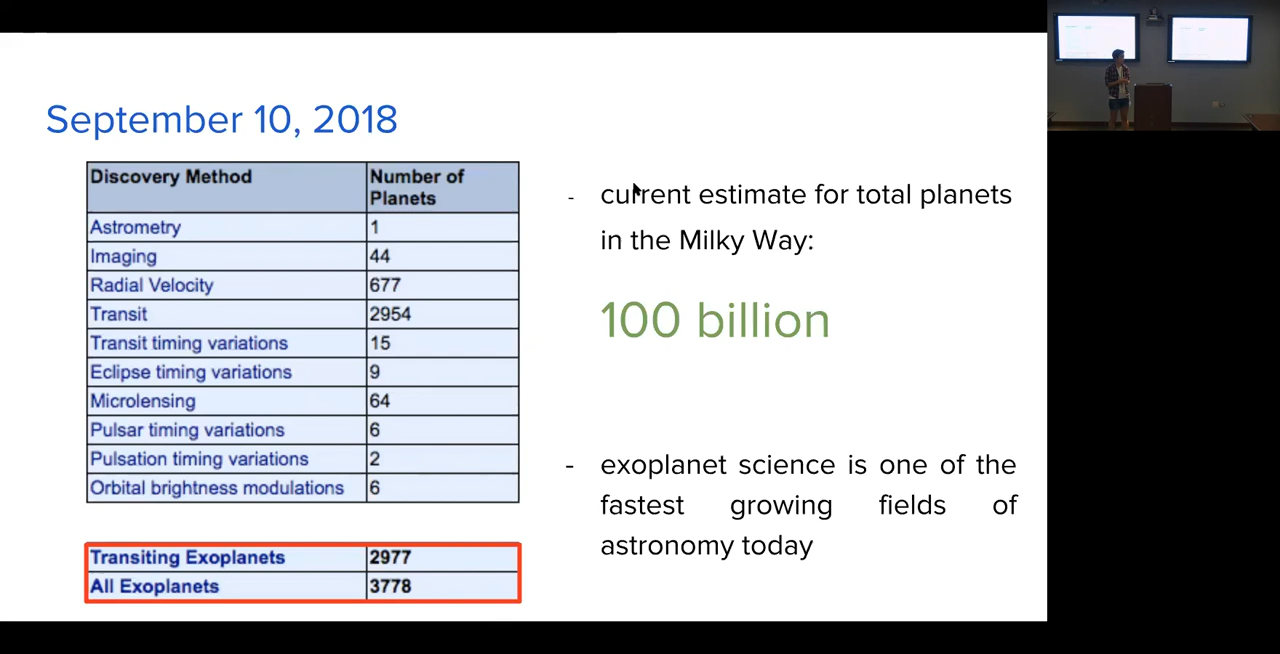 September 10, 2018
Discovery Method Number of
Planets
Astrometry 1
Imaging 44
Radial Velocity 677
Transit 2954
Transit timing variations 15
Eclipse timing variations 9
Microlensing 64
Pulsar timing variations 6
Pulsation timing variations 2
Orbital brightness modulations 6
Transiting Exoplanets 2977
All Exoplanets 3778
- current estimate for total planets
in the Milky Way:
100 billion
- exoplanet science is one of the
fastest growing fields of
astronomy today